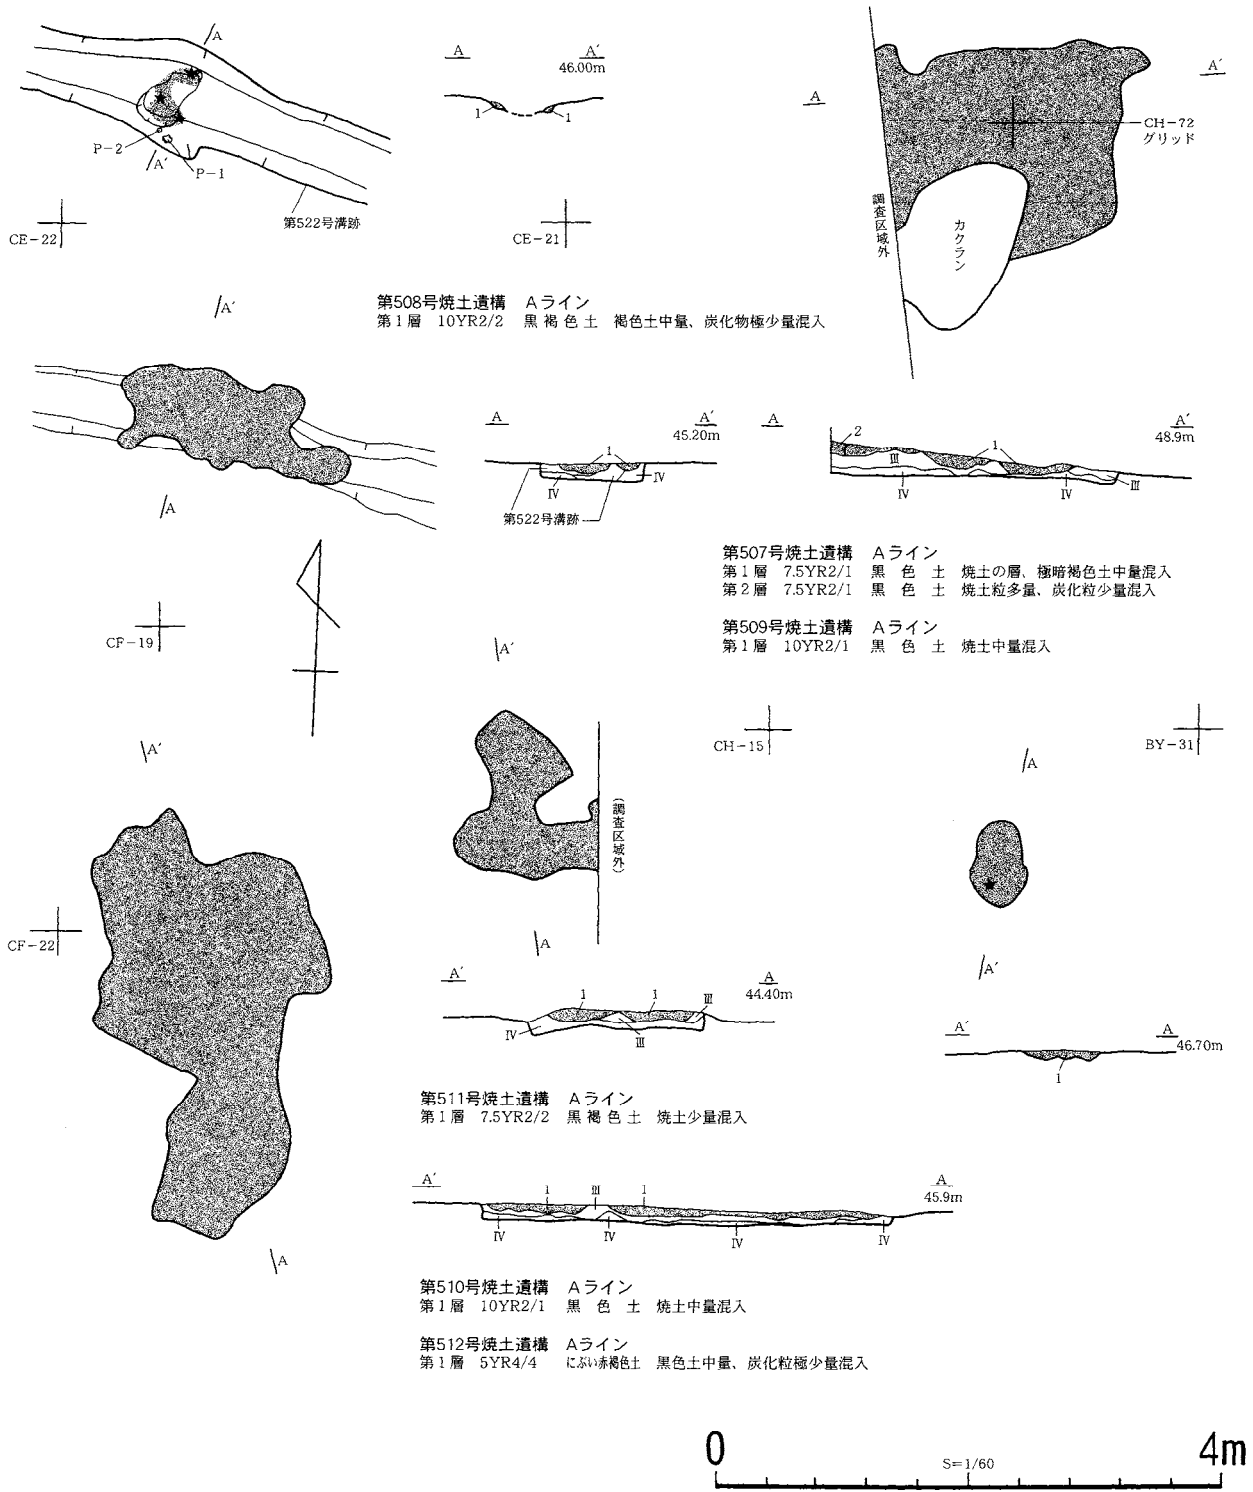 A
A
A′
46.00m
1
1
P-2
A′
P-1
第522号溝跡
CE-22
CE-21
A
A′
CH-72
グリッド
調査区域外
カクラン
第508号焼土遺構　Aライン
第1層　10YR2/2　黒褐色土　褐色土中量、炭化物極少量混入
A′
A
A
A′
45.20m
1
IV
IV
第522号溝跡
A
A′
48.9m
2
1
III
IV
IV
III
第507号焼土遺構　Aライン
第1層　7.5YR2/1　黒色土　焼土の層、極暗褐色土中量混入
第2層　7.5YR2/1　黒色土　焼土粒多量、炭化粒少量混入
第509号焼土遺構　Aライン
第1層　10YR2/1　黒色土　焼土中量混入
CF-19
A′
CH-15
BY-31
A′
A
(調査区域外)
CF-22
A
A
A′
A′
A
44.40m
1
1
III
IV
III
A′
A
46.70m
1
第511号焼土遺構　Aライン
第1層　7.5YR2/2　黒褐色土　焼土少量混入
A′
A
45.9m
1
III
1
IV
IV
IV
IV
第510号焼土遺構　Aライン
第1層　10YR2/1　黒色土　焼土中量混入
第512号焼土遺構　Aライン
第1層　5YR4/4　にぶい赤褐色土　黒色土中量、炭化粒極少量混入
0
4m
S=1/60